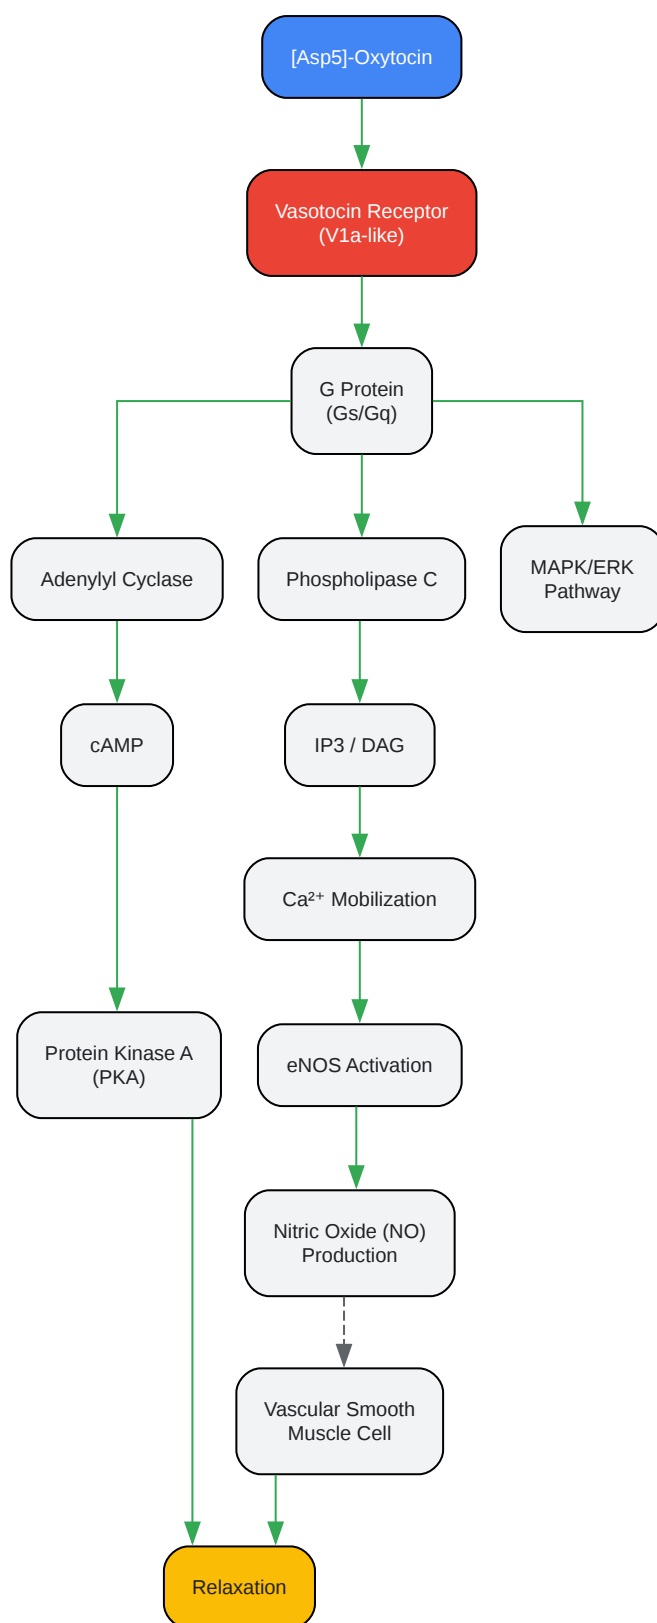 [Asp5]-Oxytocin
Vasotocin Receptor
(V1a-like)
G Protein
(Gs/Gq)
Adenylyl Cyclase
Phospholipase C
MAPK/ERK
Pathway
cAMP
IP3 / DAG
Ca²⁺ Mobilization
Protein Kinase A
(PKA)
eNOS Activation
Nitric Oxide (NO)
Production
Vascular Smooth
Muscle Cell
Relaxation